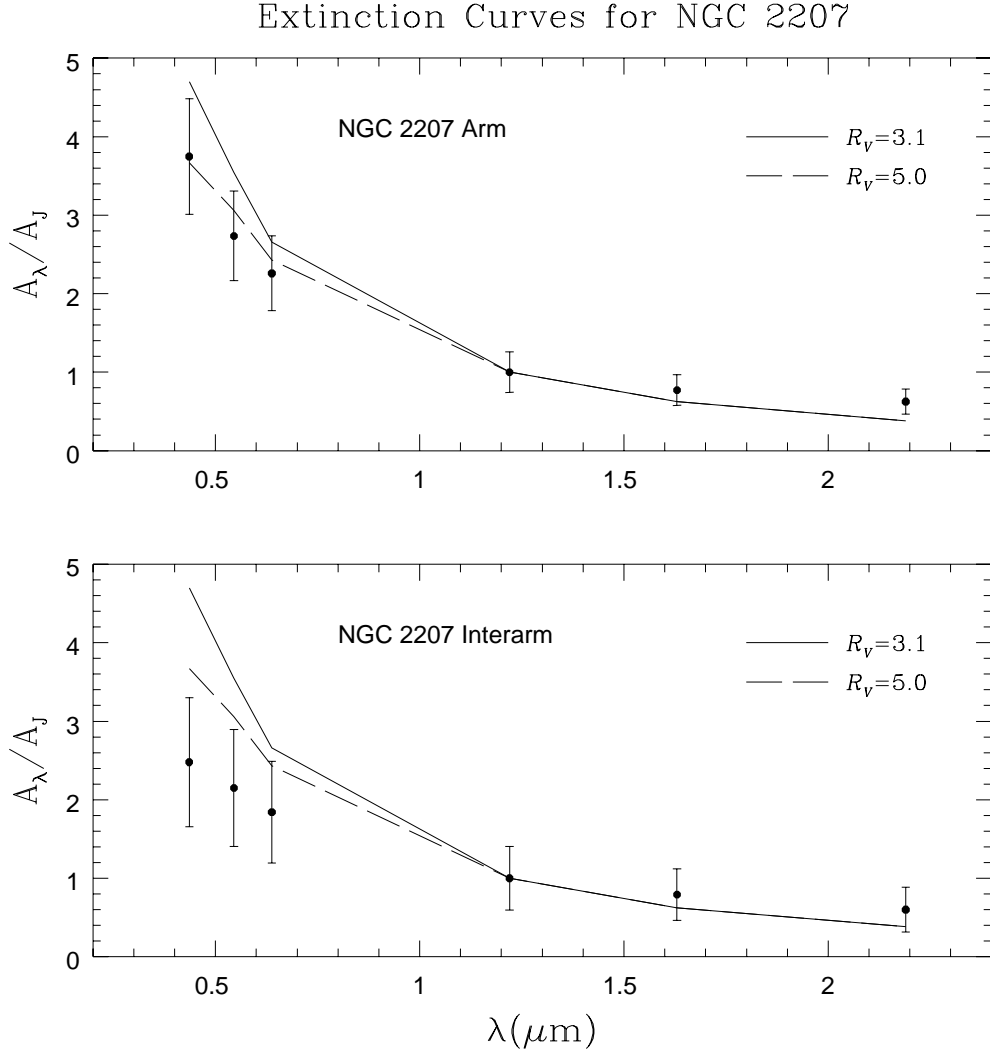 Extinction Curves for NGC 2207
5
4
3
2
1
0
A_λ/A_J
NGC 2207 Arm
R_V=3.1
R_V=5.0
0.5 1 1.5 2
5
4
3
2
1
0
A_λ/A_J
NGC 2207 Interarm
R_V=3.1
R_V=5.0
0.5 1 1.5 2
λ(μm)